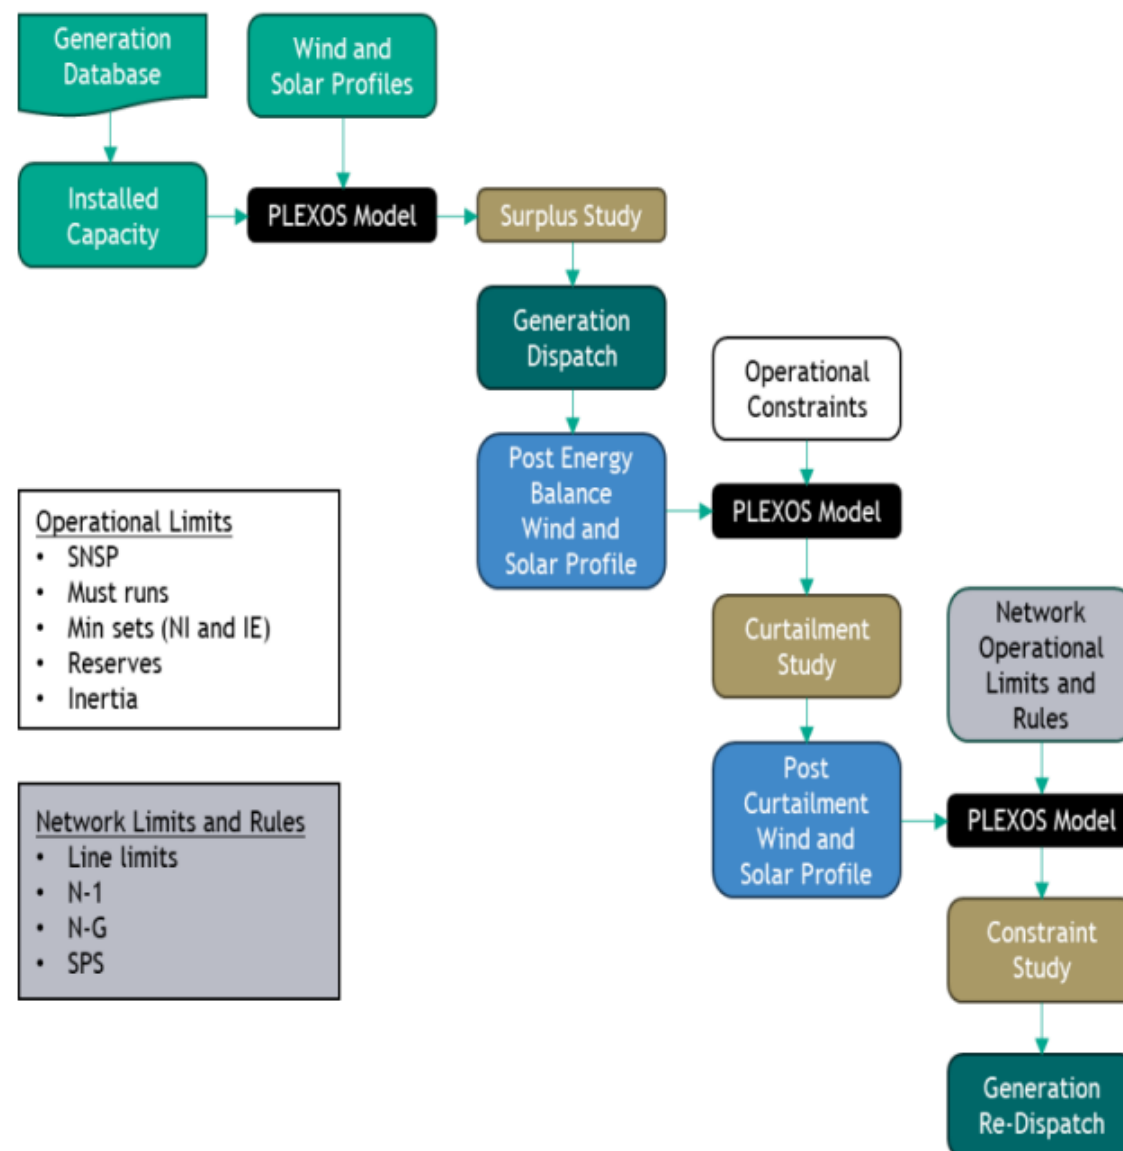 Generation
Database
Wind and
Solar Profiles
Installed
Capacity
PLEXOS Model
Surplus Study
Generation
Dispatch
Operational
Constraints
Post Energy
Balance
Wind and
Solar Profile
PLEXOS Model
Operational Limits
• SNSP
• Must runs
• Min sets (NI and IE)
• Reserves
• Inertia
Curtailment
Study
Network
Operational
Limits and
Rules
Post
Curtailment
Wind and
Solar Profile
PLEXOS Model
Network Limits and Rules
• Line limits
• N-1
• N-G
• SPS
Constraint
Study
Generation
Re-Dispatch